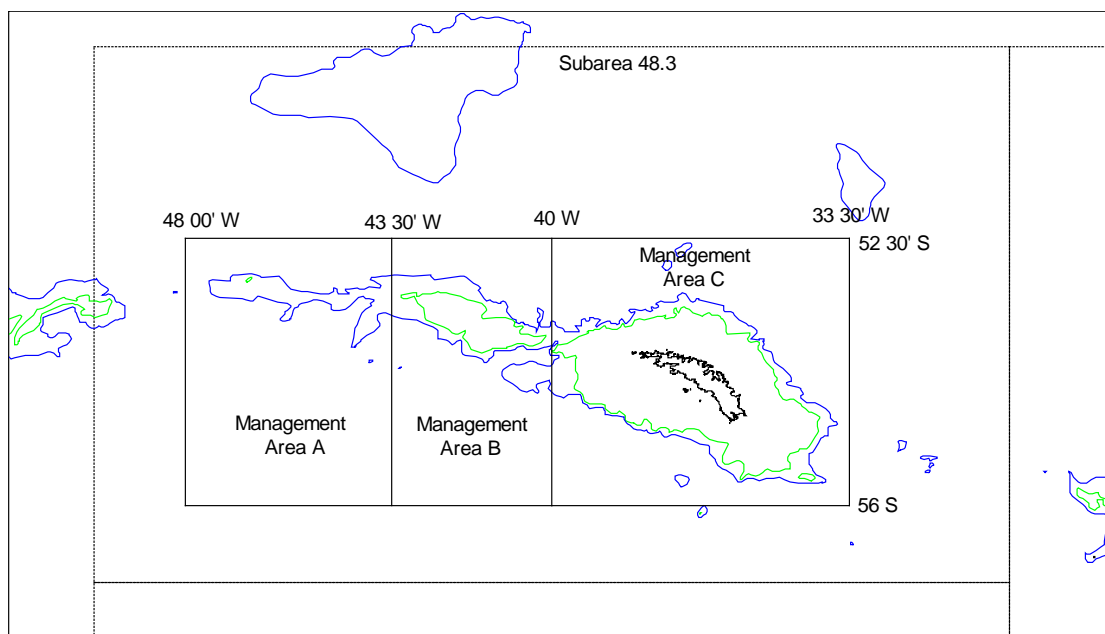 Subarea 48.3
48 00' W
43 30' W
40 W
33 30' W
52 30' S
Management
Area C
Management
Area A
Management
Area B
56 S